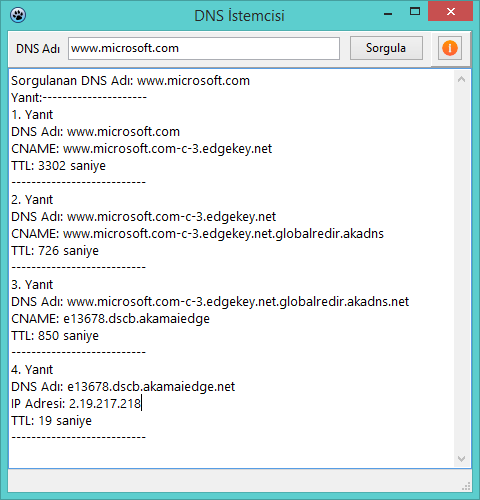 DNS İstemcisi
DNS Adı www.microsoft.com Sorgula
Sorgulanan DNS Adı: www.microsoft.com
Yanıt:---------------------
1. Yanıt
DNS Adı: www.microsoft.com
CNAME: www.microsoft.com-c-3.edgekey.net
TTL: 3302 saniye
---------------------------
2. Yanıt
DNS Adı: www.microsoft.com-c-3.edgekey.net
CNAME: www.microsoft.com-c-3.edgekey.net.globalredir.akadns
TTL: 726 saniye
---------------------------
3. Yanıt
DNS Adı: www.microsoft.com-c-3.edgekey.net.globalredir.akadns.net
CNAME: e13678.dscb.akamaiedge
TTL: 850 saniye
---------------------------
4. Yanıt
DNS Adı: e13678.dscb.akamaiedge.net
IP Adresi: 2.19.217.218
TTL: 19 saniye
---------------------------